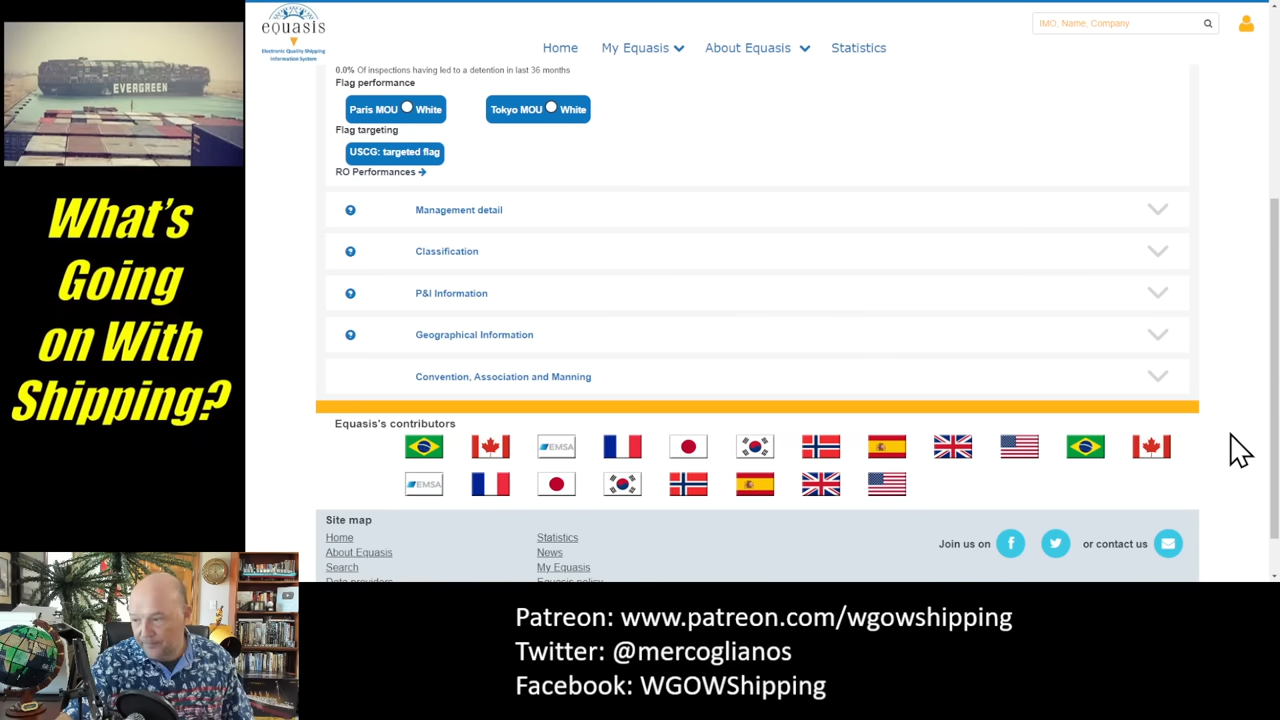 EVERGREEN
What's
Going
on With
Shipping?
equasis
Electronic Quality Shipping
Information System
Home
My Equasis
About Equasis
Statistics
IMO, Name, Company
0.0% Of inspections having led to a detention in last 36 months
Flag performance
Paris MOU White
Tokyo MOU White
Flag targeting
USCG: targeted flag
RO Performances
Management detail
Classification
P&I Information
Geographical Information
Convention, Association and Manning
Equasis's contributors
EMSA
EMSA
Site map
Home
About Equasis
Search
Data providers
Statistics
News
My Equasis
Equasis policy
Join us on
or contact us
Patreon: www.patreon.com/wgowshipping
Twitter: @mercoglianos
Facebook: WGOWShipping